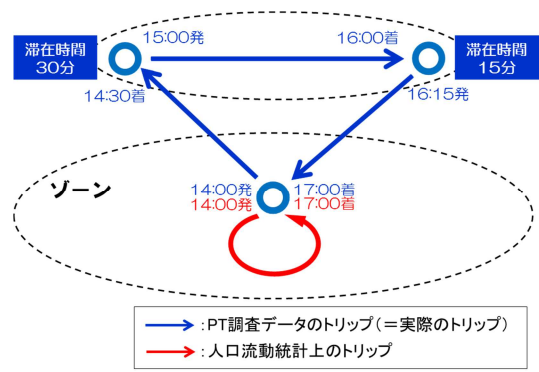 滞在時間
30分
15:00発
16:00着
滞在時間
15分
14:30着
16:15発
ゾーン
14:00発
17:00着
14:00発
17:00着
:PT調査データのトリップ(=実際のトリップ)
:人口流動統計上のトリップ